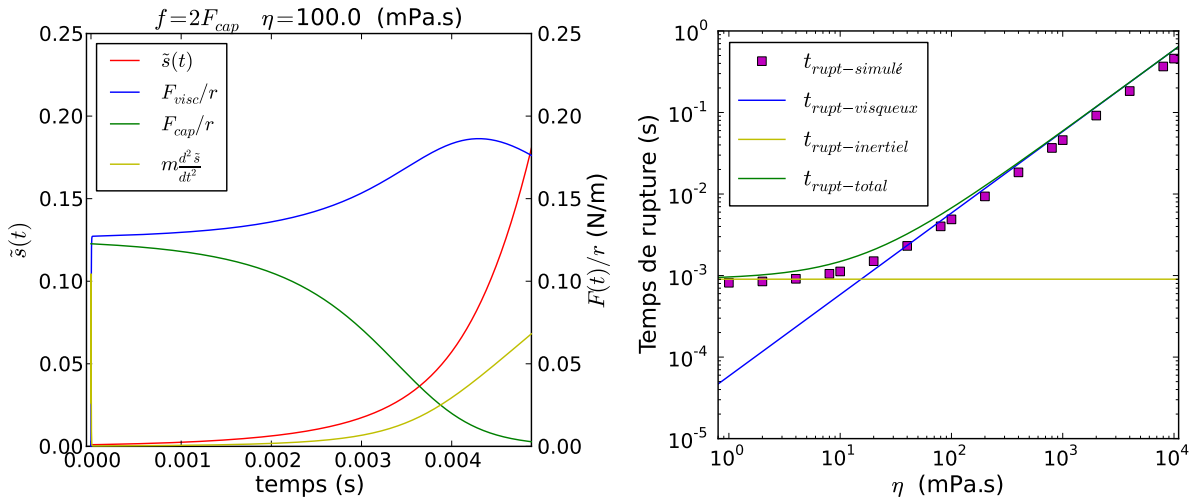 f=2F_cap η=100.0 (mPa.s)
0.25
0.20
0.15
0.10
0.05
0.00
s̃(t)
s̃(t)
F_visc/r
F_cap/r
m d²s̃/dt²
0.25
0.20
0.15
0.10
0.05
0.00
F(t)/r (N/m)
0.000 0.001 0.002 0.003 0.004
temps (s)
10^0
10^-1
10^-2
10^-3
10^-4
10^-5
Temps de rupture (s)
t_rupt−simulé
t_rupt−visqueux
t_rupt−inertiel
t_rupt−total
10^0 10^1 10^2 10^3 10^4
η (mPa.s)